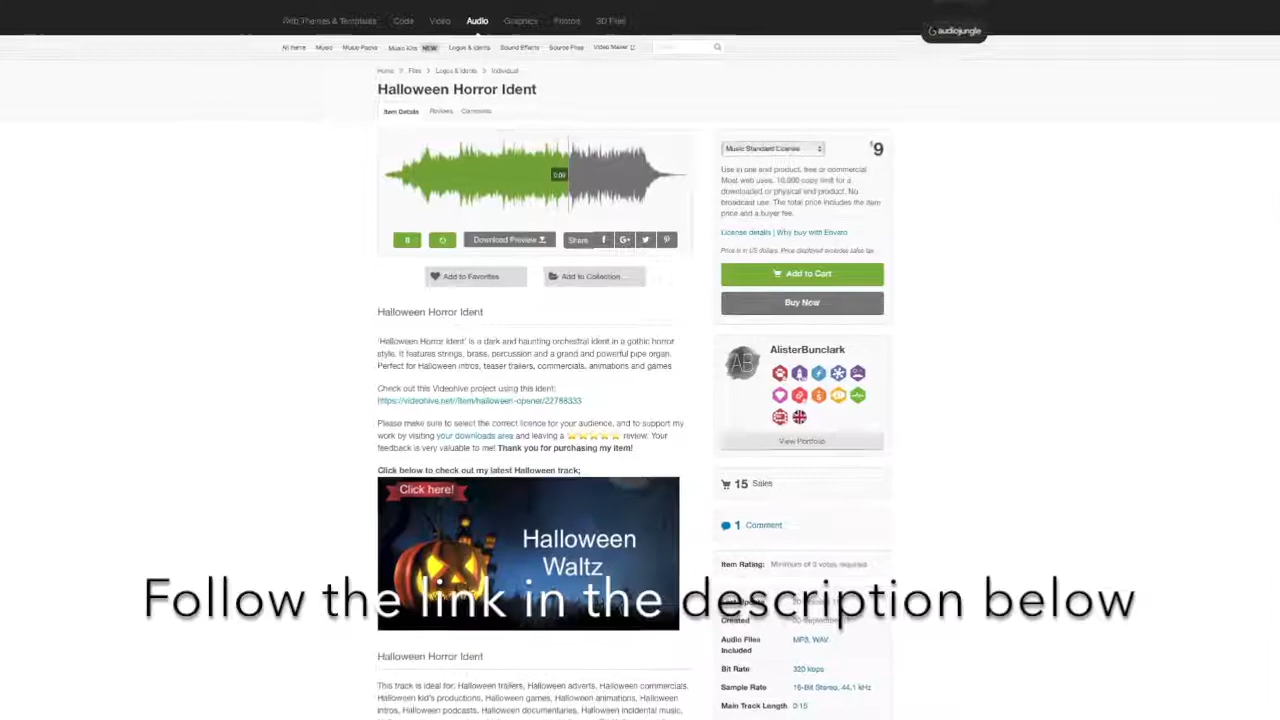 Web Themes & Templates Code Video Audio Graphics Photos 3D Files
audiojungle
All Items Music Music Packs Music Kits NEW Logos & Idents Sound Effects Source Files Video Maker
Home > Files > Logos & Idents > Individual
Halloween Horror Ident
Item Details Reviews Comments
0:09
Download Preview
Share
Add to Favorites
Add to Collection
Music Standard License
$9
Use in one end product, free or commercial
Most web uses. 10,000 copy limit for a
downloaded or physical end product. No
broadcast use. The total price includes the item
price and a buyer fee.
License details | Why buy with Envato
Price is in US dollars. Price displayed excludes sales tax.
Add to Cart
Buy Now
Halloween Horror Ident
'Halloween Horror Ident' is a dark and haunting orchestral ident in a gothic horror
style. It features strings, brass, percussion and a grand and powerful pipe organ.
Perfect for Halloween intros, teaser trailers, commercials, animations and games
Check out this Videohive project using this ident:
https://videohive.net//item/halloween-opener/22788333
Please make sure to select the correct licence for your audience, and to support my
work by visiting your downloads area and leaving a ⭐⭐⭐⭐⭐ review. Your
feedback is very valuable to me! Thank you for purchasing my item!
Click below to check out my latest Halloween track;
Click here!
Halloween
Waltz
AB
AlisterBunclark
View Portfolio
15 Sales
1 Comment
Item Rating: Minimum of 3 votes required
Created
Audio Files
Included
MP3, WAV
Bit Rate 320 kbps
Sample Rate 16-Bit Stereo, 44.1 kHz
Main Track Length 0:15
Follow the link in the description below
Halloween Horror Ident
This track is ideal for: Halloween trailers, Halloween adverts, Halloween commercials,
Halloween kid's productions, Halloween games, Halloween animations, Halloween
intros, Halloween podcasts, Halloween documentaries, Halloween incidental music,